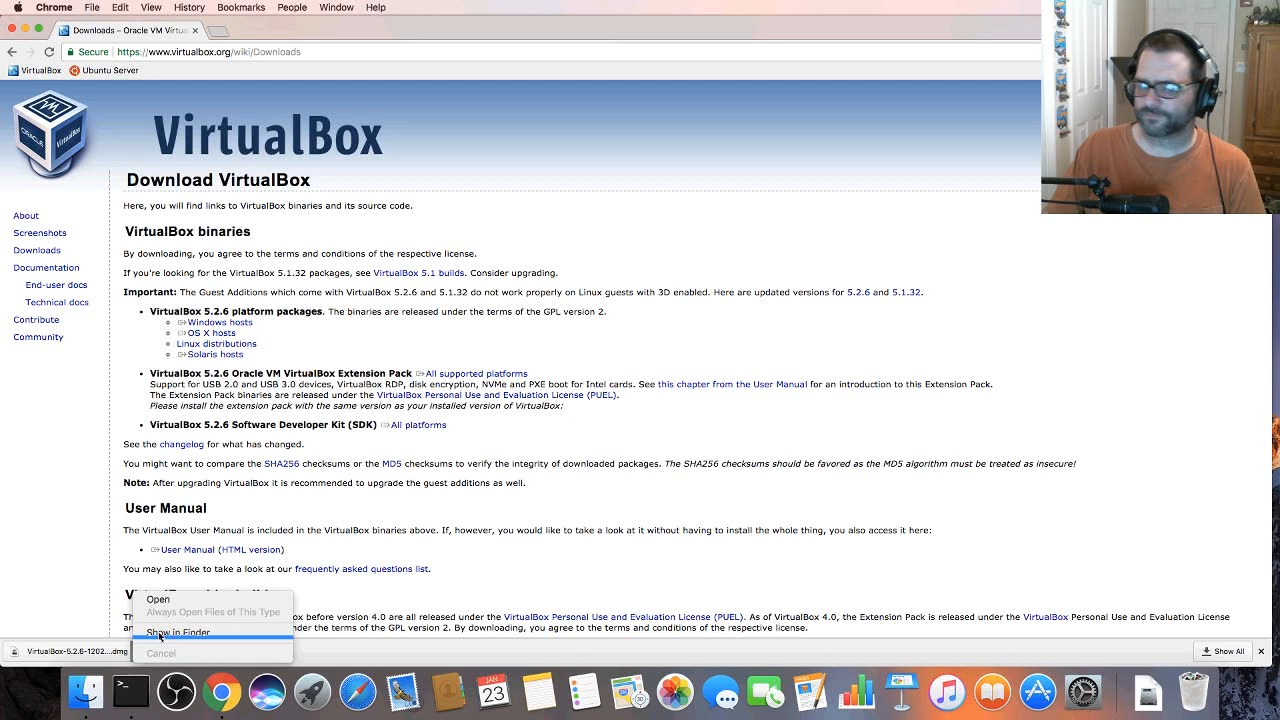 Chrome File Edit View History Bookmarks People Window Help
Downloads – Oracle VM Virtual
Secure https://www.virtualbox.org/wiki/Downloads
VirtualBox Ubuntu Server
ORACLE VM VirtualBox
VirtualBox
Download VirtualBox
Here, you will find links to VirtualBox binaries and its source code.
About
Screenshots
Downloads
Documentation
End-user docs
Technical docs
Contribute
Community
VirtualBox binaries
By downloading, you agree to the terms and conditions of the respective license.
If you're looking for the VirtualBox 5.1.32 packages, see VirtualBox 5.1 builds. Consider upgrading.
Important: The Guest Additions which come with VirtualBox 5.2.6 and 5.1.32 do not work properly on Linux guests with 3D enabled. Here are updated versions for 5.2.6 and 5.1.32.
• VirtualBox 5.2.6 platform packages. The binaries are released under the terms of the GPL version 2.
Windows hosts
OS X hosts
Linux distributions
Solaris hosts
• VirtualBox 5.2.6 Oracle VM VirtualBox Extension Pack All supported platforms
Support for USB 2.0 and USB 3.0 devices, VirtualBox RDP, disk encryption, NVMe and PXE boot for Intel cards. See this chapter from the User Manual for an introduction to this Extension Pack.
The Extension Pack binaries are released under the VirtualBox Personal Use and Evaluation License (PUEL).
Please install the extension pack with the same version as your installed version of VirtualBox:
• VirtualBox 5.2.6 Software Developer Kit (SDK) All platforms
See the changelog for what has changed.
You might want to compare the SHA256 checksums or the MD5 checksums to verify the integrity of downloaded packages. The SHA256 checksums should be favored as the MD5 algorithm must be treated as insecure!
Note: After upgrading VirtualBox it is recommended to upgrade the guest additions as well.
User Manual
The VirtualBox User Manual is included in the VirtualBox binaries above. If, however, you would like to take a look at it without having to install the whole thing, you also access it here:
• User Manual (HTML version)
You may also like to take a look at our frequently asked questions list.
before version 4.0 are all released under the VirtualBox Personal Use and Evaluation License (PUEL). As of VirtualBox 4.0, the Extension Pack is released under the VirtualBox Personal Use and Evaluation License
under the terms of the GPL version 2. By downloading, you agree to the terms and conditions of the respective license.
Open
Always Open Files of This Type
Show in Finder
Cancel
VirtualBox-5.2.6-1202....dmg
Show All
JAN
23